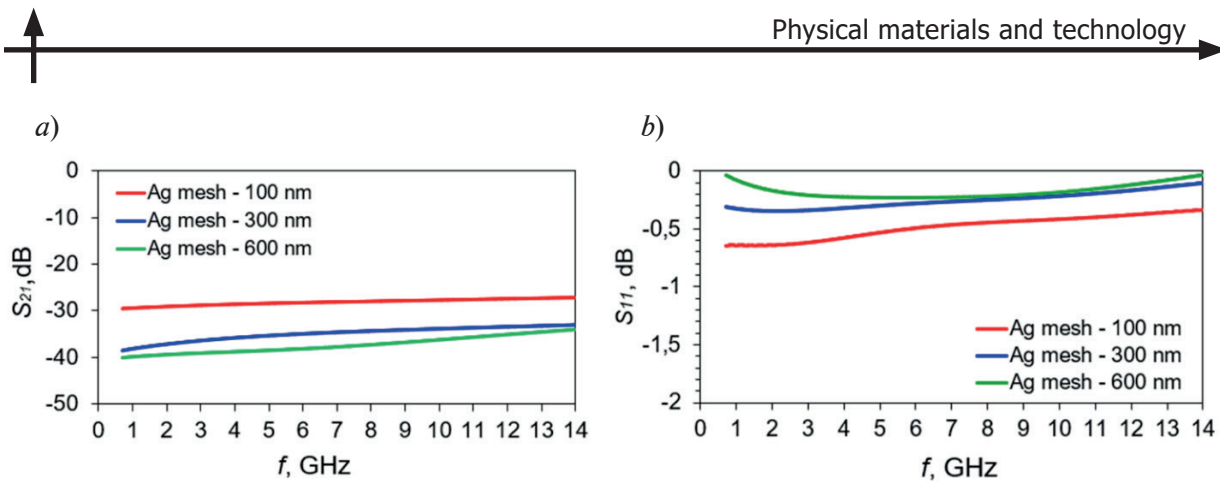 Physical materials and technology
a)
0
-10
-20
-30
-40
-50
S21,dB
Ag mesh - 100 nm
Ag mesh - 300 nm
Ag mesh - 600 nm
0 1 2 3 4 5 6 7 8 9 10 11 12 13 14
f, GHz
b)
0
-0,5
-1
-1,5
-2
S11, dB
Ag mesh - 100 nm
Ag mesh - 300 nm
Ag mesh - 600 nm
0 1 2 3 4 5 6 7 8 9 10 11 12 13 14
f, GHz